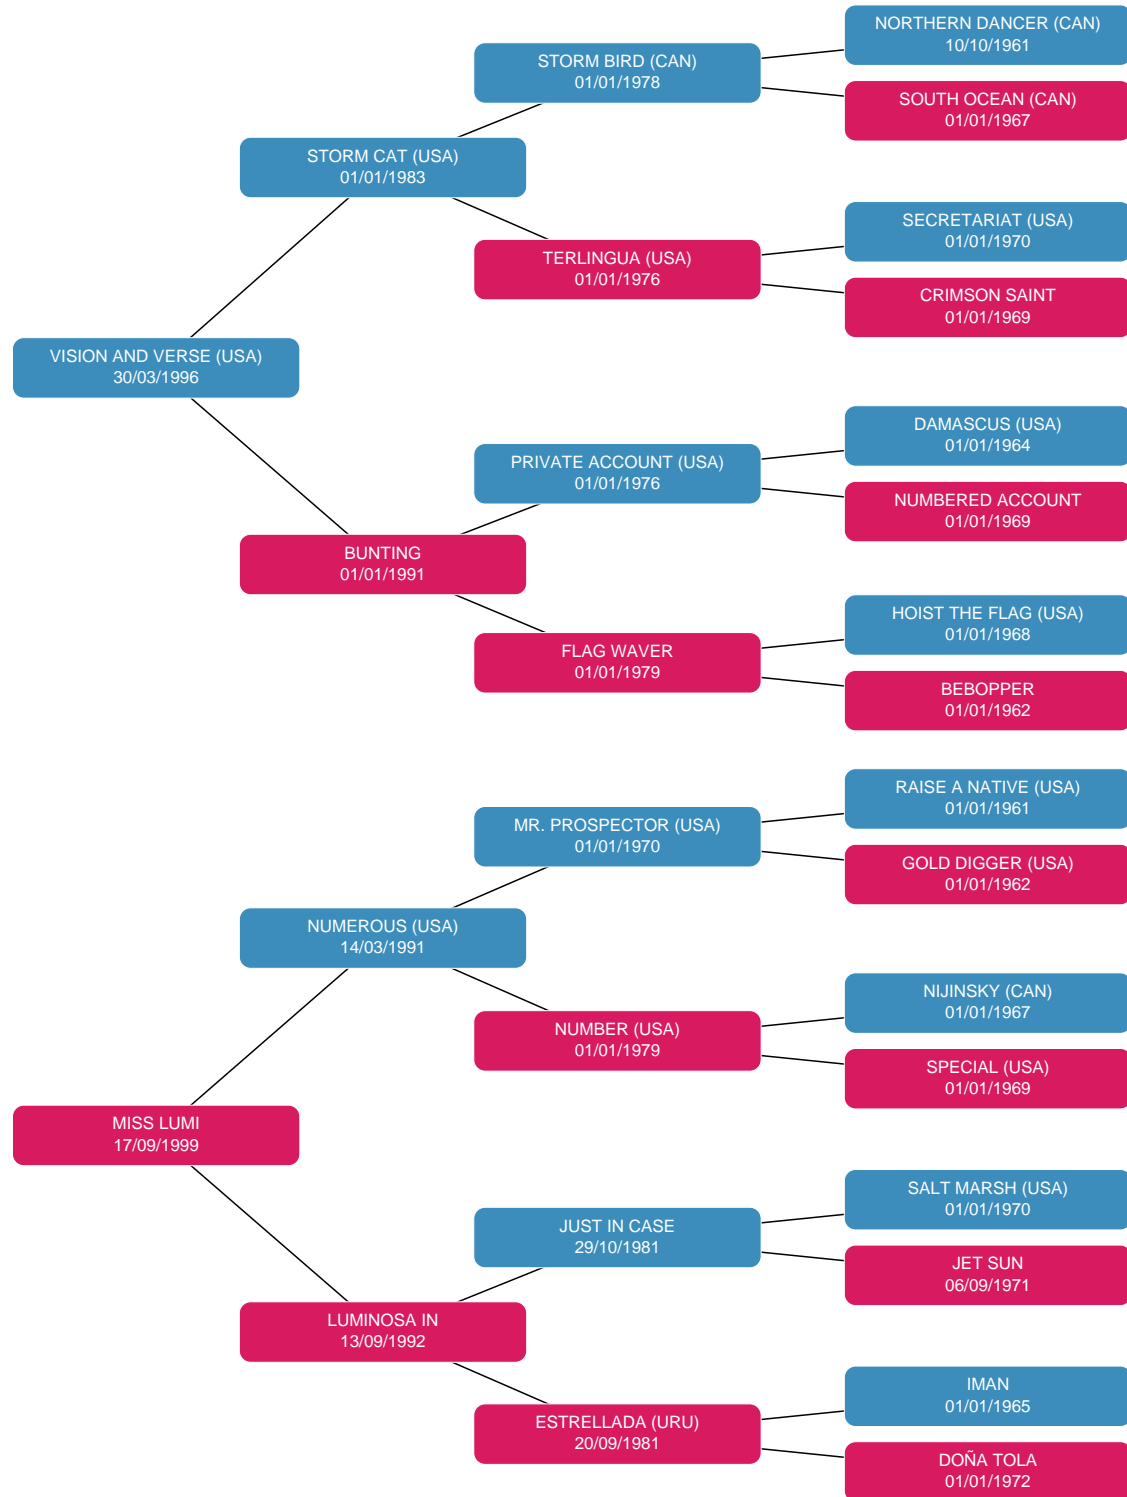 NORTHERN DANCER (CAN)
10/10/1961
STORM BIRD (CAN)
01/01/1978
SOUTH OCEAN (CAN)
01/01/1967
STORM CAT (USA)
01/01/1983
SECRETARIAT (USA)
01/01/1970
TERLINGUA (USA)
01/01/1976
CRIMSON SAINT
01/01/1969
VISION AND VERSE (USA)
30/03/1996
DAMASCUS (USA)
01/01/1964
PRIVATE ACCOUNT (USA)
01/01/1976
NUMBERED ACCOUNT
01/01/1969
BUNTING
01/01/1991
HOIST THE FLAG (USA)
01/01/1968
FLAG WAVER
01/01/1979
BEBOPPER
01/01/1962
RAISE A NATIVE (USA)
01/01/1961
MR. PROSPECTOR (USA)
01/01/1970
GOLD DIGGER (USA)
01/01/1962
NUMEROUS (USA)
14/03/1991
NIJINSKY (CAN)
01/01/1967
NUMBER (USA)
01/01/1979
SPECIAL (USA)
01/01/1969
MISS LUMI
17/09/1999
SALT MARSH (USA)
01/01/1970
JUST IN CASE
29/10/1981
JET SUN
06/09/1971
LUMINOSA IN
13/09/1992
IMAN
01/01/1965
ESTRELLADA (URU)
20/09/1981
DOÑA TOLA
01/01/1972